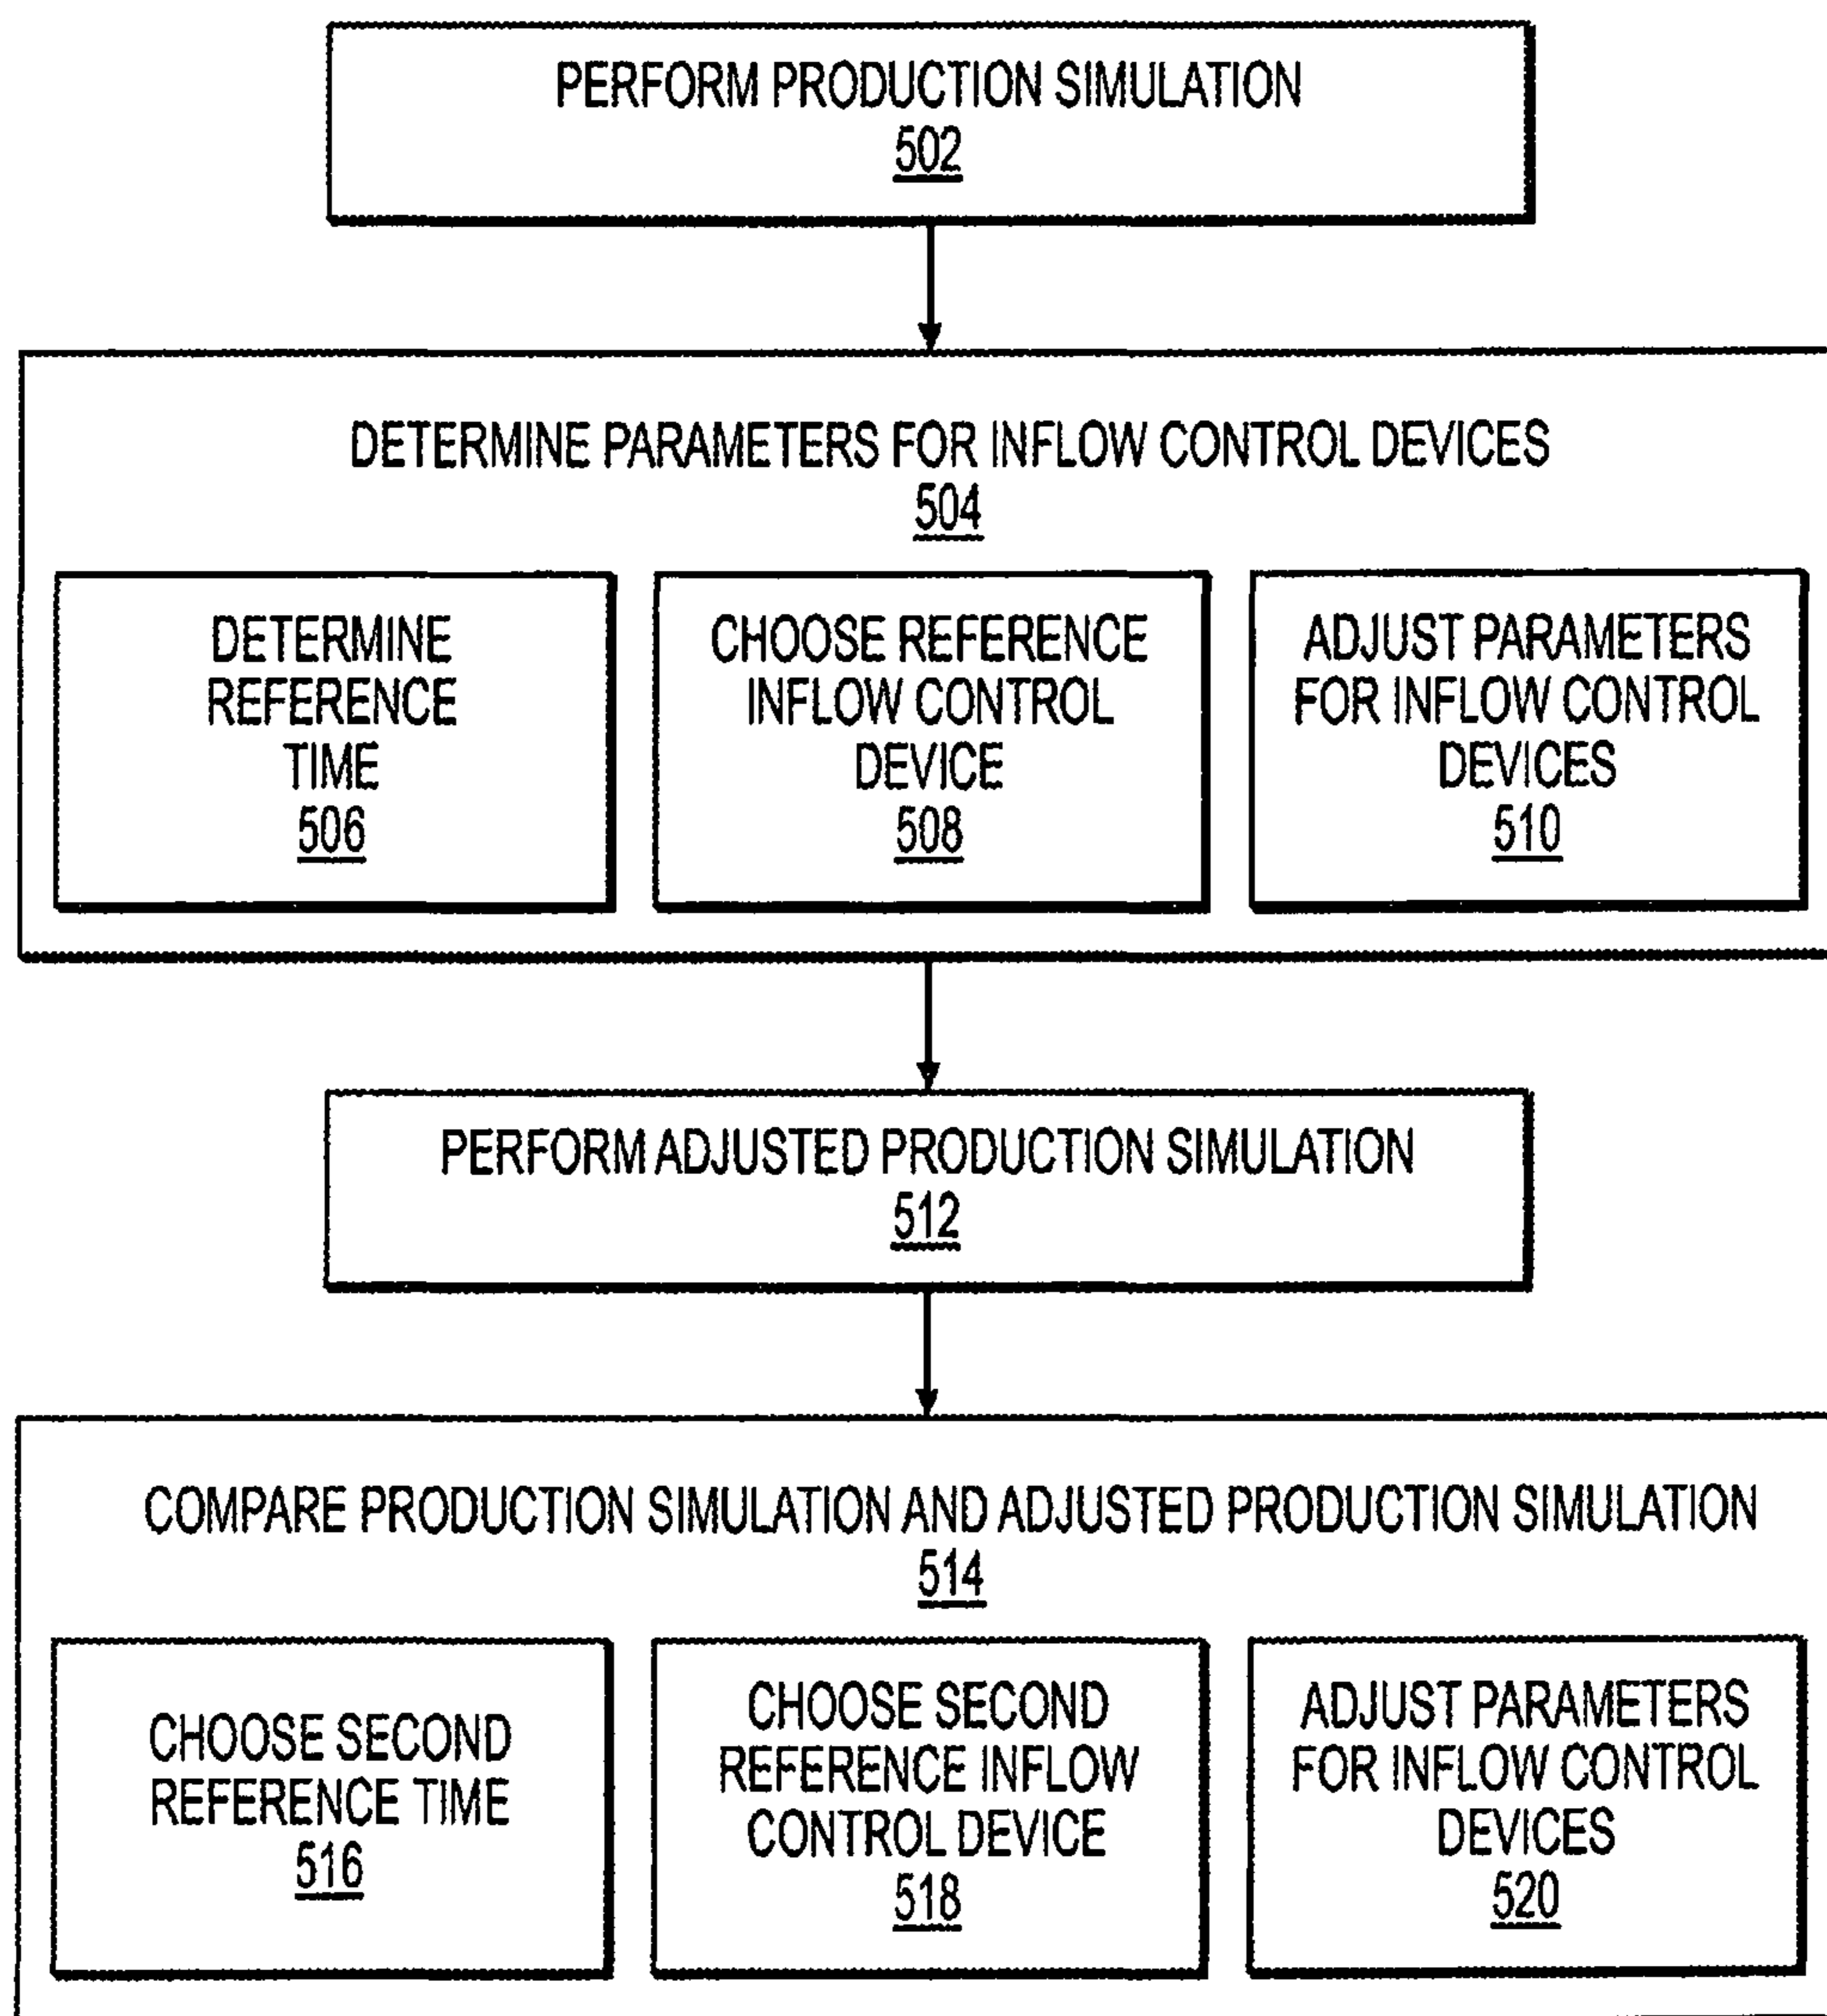 PERFORM PRODUCTION SIMULATION
502
DETERMINE PARAMETERS FOR INFLOW CONTROL DEVICES
504
DETERMINE
REFERENCE
TIME
506
CHOOSE REFERENCE
INFLOW CONTROL
DEVICE
508
ADJUST PARAMETERS
FOR INFLOW CONTROL
DEVICES
510
PERFORM ADJUSTED PRODUCTION SIMULATION
512
COMPARE PRODUCTION SIMULATION AND ADJUSTED PRODUCTION SIMULATION
514
CHOOSE SECOND
REFERENCE TIME
516
CHOOSE SECOND
REFERENCE INFLOW
CONTROL DEVICE
518
ADJUST PARAMETERS
FOR INFLOW CONTROL
DEVICES
520